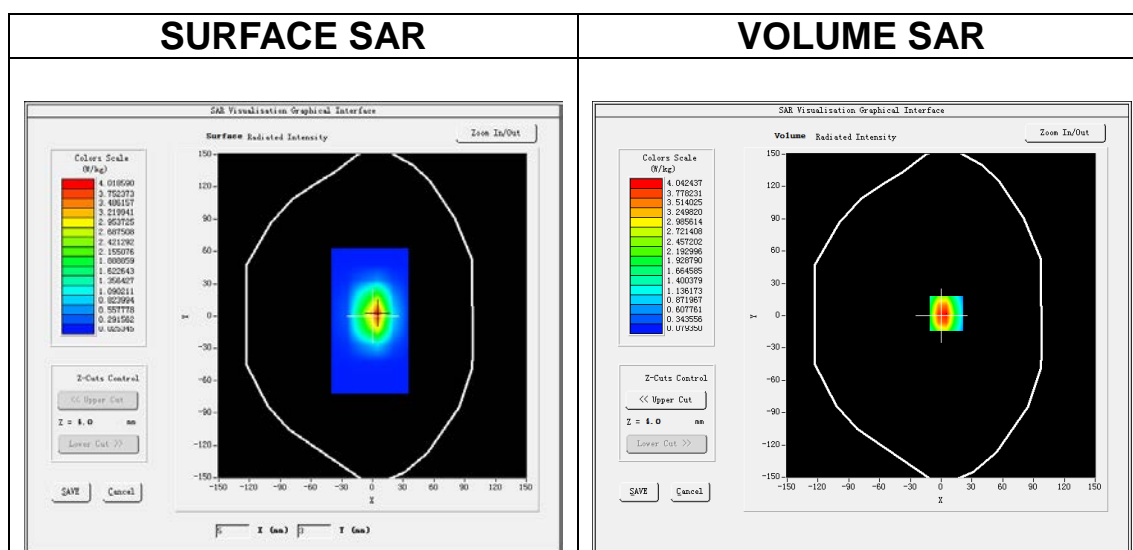 SURFACE SAR
VOLUME SAR
SAR Visualisation Graphical Interface
Surface Radiated Intensity
Zoom In/Out
Colors Scale
(W/kg)
4.018590
3.752373
3.486157
3.219941
2.953725
2.687508
2.421292
2.155076
1.888859
1.622643
1.356427
1.090211
0.823994
0.557778
0.291562
0.025345
150
120
90
60
30
0
-30
-60
-90
-120
-150
Y
-150 -120 -90 -60 -30 0 30 60 90 120 150
X
Z-Cuts Control
<< Upper Cut
Z = 4.0 mm
Lower Cut >>
SAVE Cancel
5 X (mm) 3 Y (mm)
SAR Visualisation Graphical Interface
Volume Radiated Intensity
Zoom In/Out
Colors Scale
(W/kg)
4.042437
3.778231
3.514025
3.249820
2.985614
2.721408
2.457202
2.192996
1.928790
1.664585
1.400379
1.136173
0.871967
0.607761
0.343556
0.079350
150
120
90
60
30
0
-30
-60
-90
-120
-150
Y
-150 -120 -90 -60 -30 0 30 60 90 120 150
X
Z-Cuts Control
<< Upper Cut
Z = 4.0 mm
Lower Cut >>
SAVE Cancel